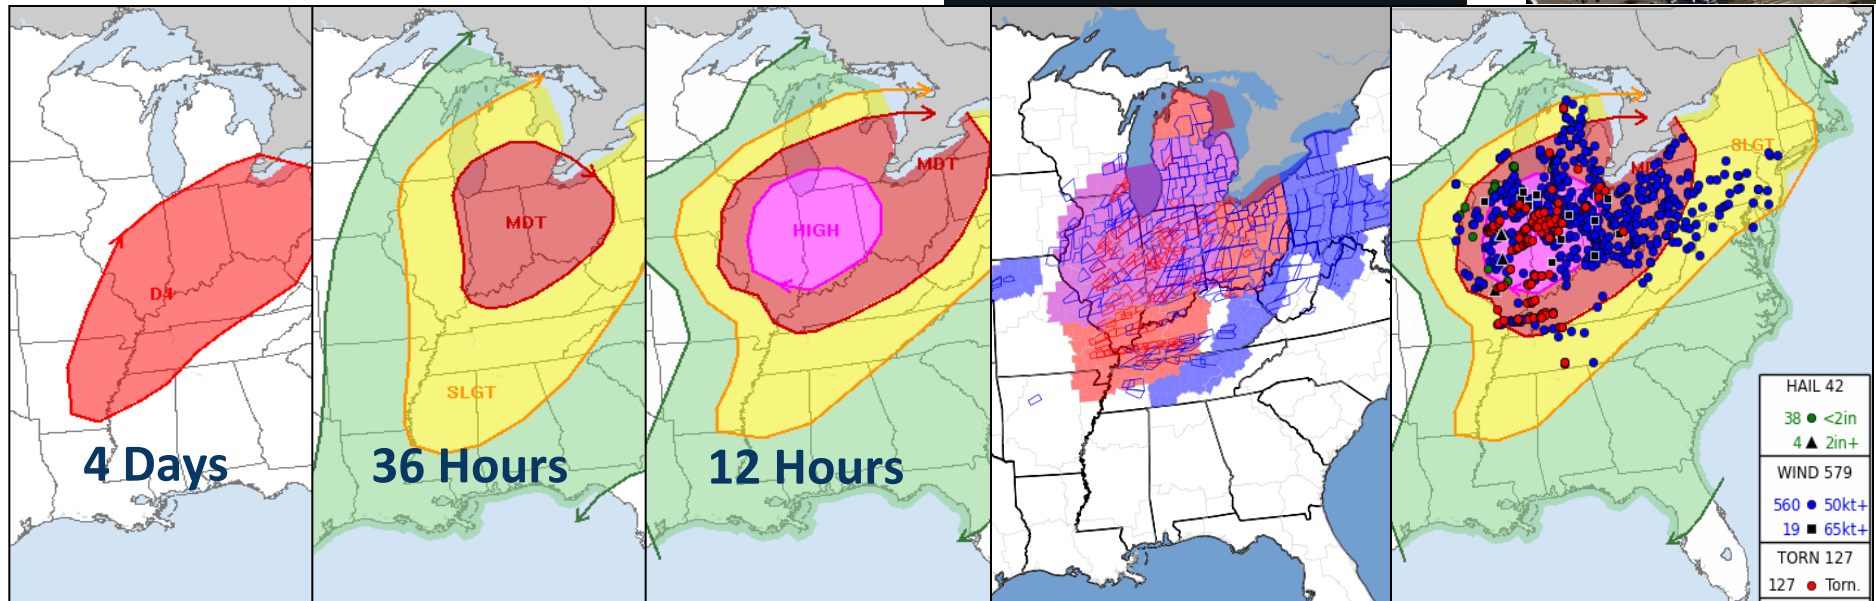 D4
4 Days
MDT
SLGT
36 Hours
MDT
HIGH
12 Hours
SLGT
HAIL 42
38 <2in
4 2in+
WIND 579
560 50kt+
19 65kt+
TORN 127
127 Torn.